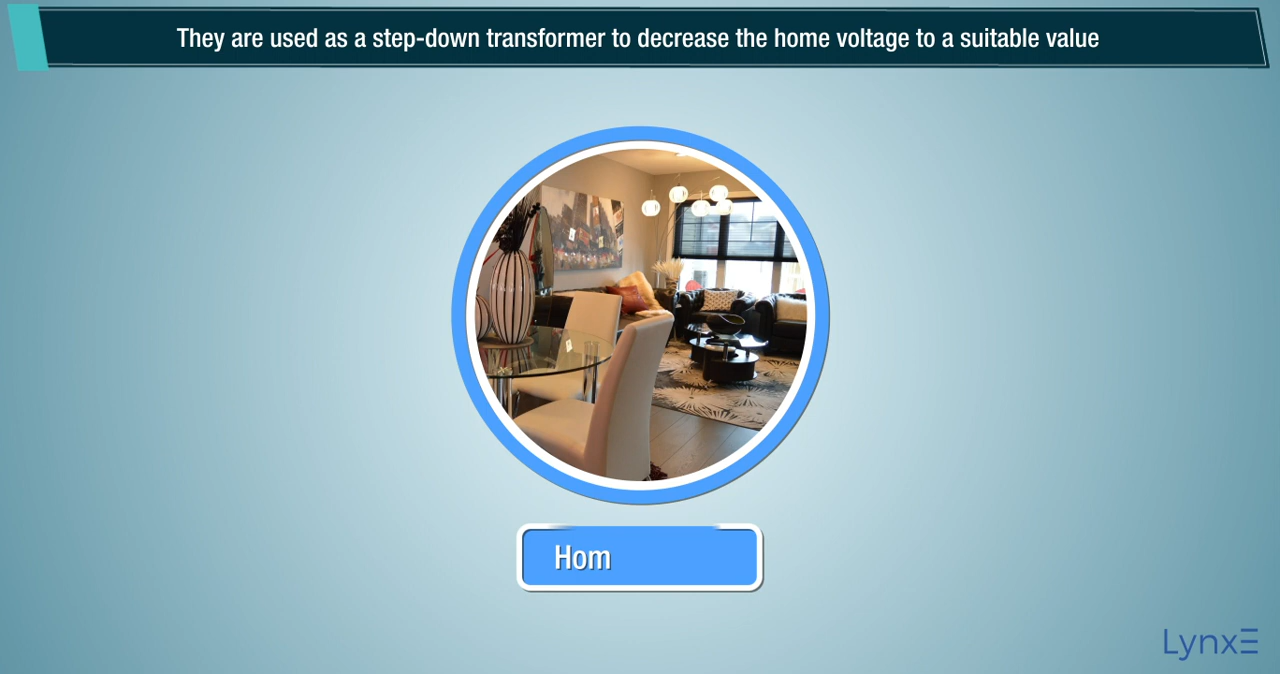 They are used as a step-down transformer to decrease the home voltage to a suitable value
Hom
LynxE